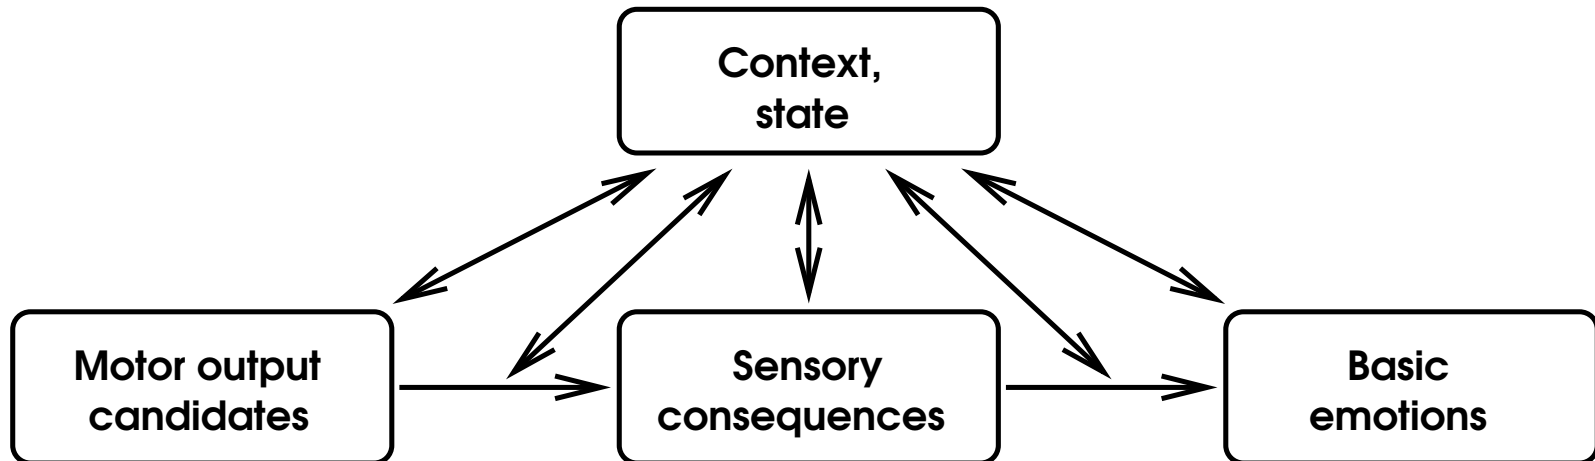 Context,
state
Motor output
candidates
Sensory
consequences
Basic
emotions